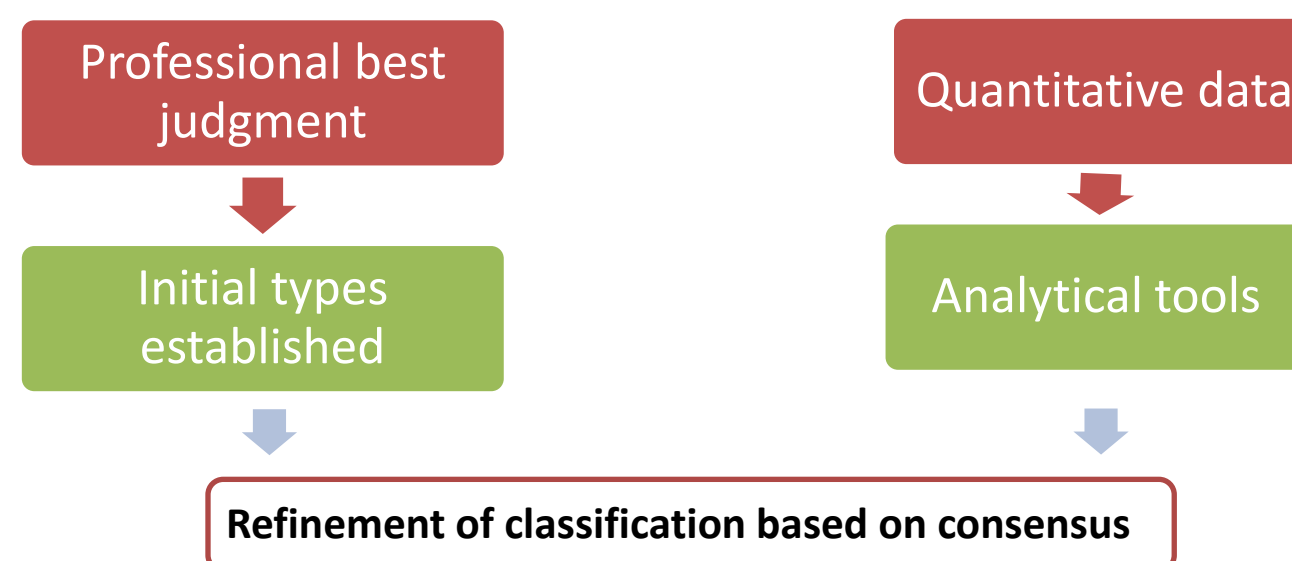 Professional best
judgment
Quantitative data
Initial types
established
Analytical tools
Refinement of classification based on consensus